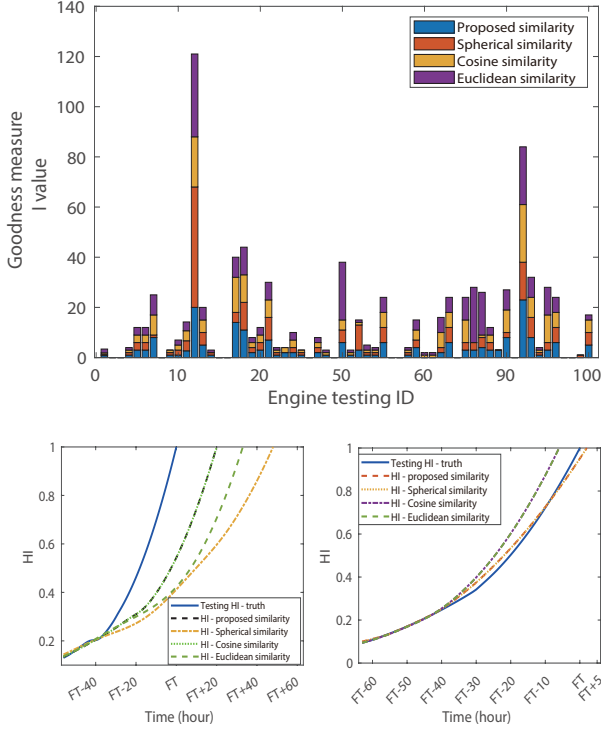 140
120
100
80
60
40
20
0
Goodness measure
I value
Proposed similarity
Spherical similarity
Cosine similarity
Euclidean similarity
0 10 20 30 50 60 80 90 100
Engine testing ID
1
0.8
0.6
0.4
0.2
HI
Testing HI - truth
HI - proposed similarity
HI - Spherical similarity
HI - Cosine similarity
HI - Euclidean similarity
FT-40 FT-20 FT FT+20 FT+40 FT+60
Time (hour)
1
0.8
0.6
0.4
0.2
0
HI
Testing HI - truth
HI - proposed similarity
HI - Spherical similarity
HI - Cosine similarity
HI - Euclidean similarity
FT-60 FT-50 FT-40 FT-30 FT-20 FT-10 FT FT+5
Time (hour)